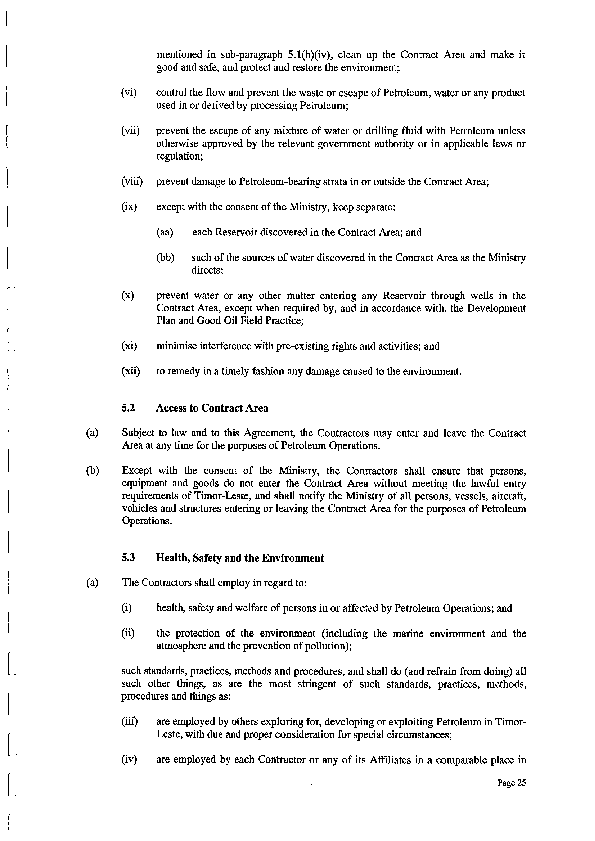 mentioned in sub-paragraph 5.1(h)(iv), clean up the Contract Area and make it
good and safe, and protect and restore the environment;
(vi) control the flow and prevent the waste or escape of Petroleum, water or any product
used in or derived by processing Petroleum;
(vii) prevent the escape of any mixture of water or drilling fluid with Petroleum unless
otherwise approved by the relevant government authority or in applicable laws or
regulation;
(viii) prevent damage to Petroleum-bearing strata in or outside the Contract Area;
(ix) except with the consent of the Ministry, keep separate:
(aa) each Reservoir discovered in the Contract Area; and
(bb) such of the sources of water discovered in the Contract Area as the Ministry
directs;
(x) prevent water or any other matter entering any Reservoir through wells in the
Contract Area, except when required by, and in accordance with, the Development
Plan and Good Oil Field Practice;
(xi) minimise interference with pre-existing rights and activities; and
(xii) to remedy in a timely fashion any damage caused to the environment.
5.2 Access to Contract Area
(a) Subject to law and to this Agreement, the Contractors may enter and leave the Contract
Area at any time for the purposes of Petroleum Operations.
(b) Except with the consent of the Ministry, the Contractors shall ensure that persons,
equipment and goods do not enter the Contract Area without meeting the lawful entry
requirements of Timor-Leste, and shall notify the Ministry of all persons, vessels, aircraft,
vehicles and structures entering or leaving the Contract Area for the purposes of Petroleum
Operations.
5.3 Health, Safety and the Environment
(a) The Contractors shall employ in regard to:
(i) health, safety and welfare of persons in or affected by Petroleum Operations; and
(ii) the protection of the environment (including the marine environment and the
atmosphere and the prevention of pollution);
such standards, practices, methods and procedures, and shall do (and refrain from doing) all
such other things, as are the most stringent of such standards, practices, methods,
procedures and things as:
(iii) are employed by others exploring for, developing or exploiting Petroleum in Timor-
Leste, with due and proper consideration for special circumstances;
(iv) are employed by each Contractor or any of its Affiliates in a comparable place in
Page 25